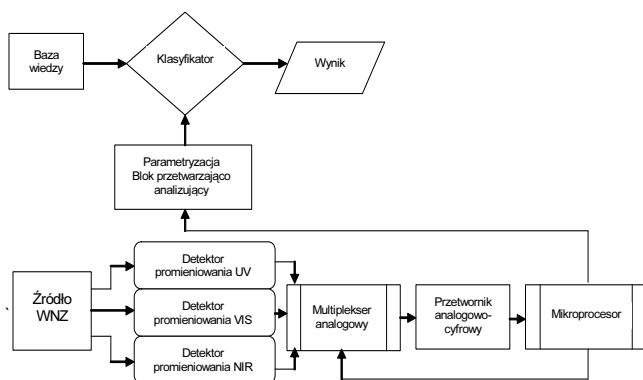 Baza
wiedzy
Klasyfikator
Wynik
Parametryzacja
Blok przetwarzająco
analizujący
Źródło
WNZ
Detektor
promieniowania UV
Detektor
promieniowania VIS
Detektor
promieniowania NIR
Multiplekser
analogowy
Przetwornik
analogowo-
cyfrowy
Mikroprocesor